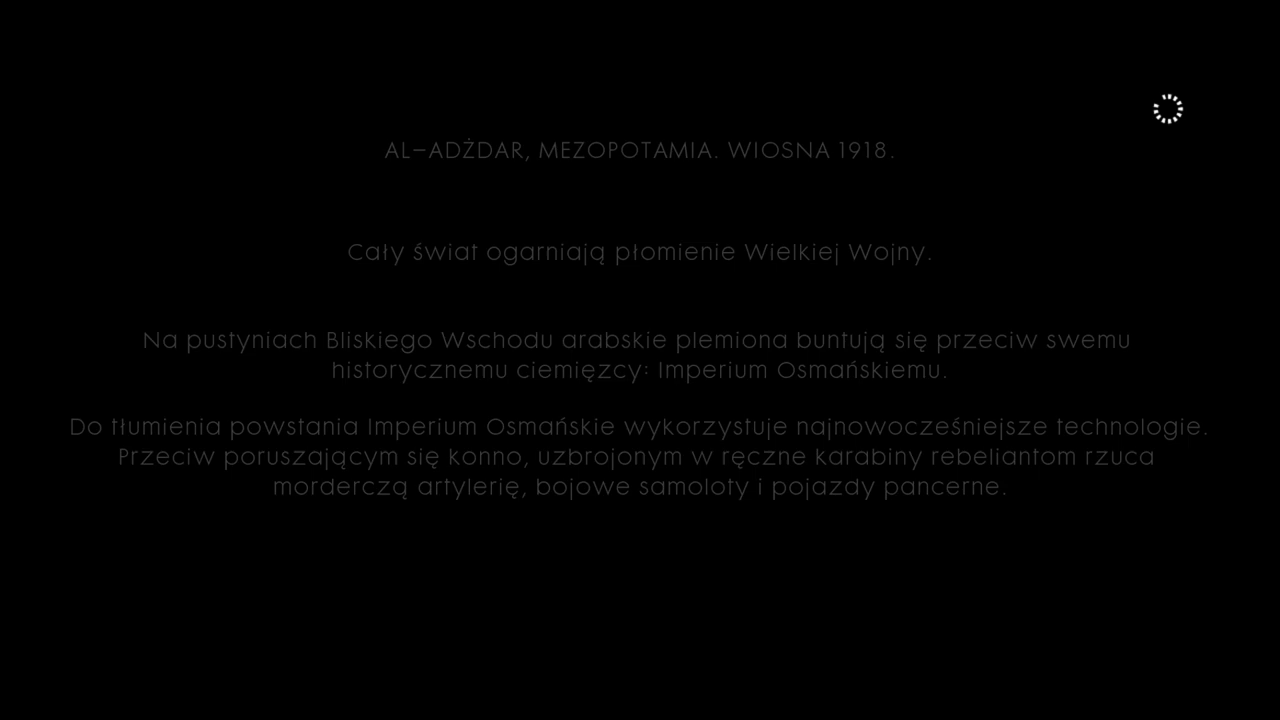 AL–ADŻDAR, MEZOPOTAMIA. WIOSNA 1918.
Cały świat ogarniają płomienie Wielkiej Wojny.
Na pustyniach Bliskiego Wschodu arabskie plemiona buntują się przeciw swemu
historycznemu ciemięzcy: Imperium Osmańskiemu.
Do tłumienia powstania Imperium Osmańskie wykorzystuje najnowocześniejsze technologie.
Przeciw poruszającym się konno, uzbrojonym w ręczne karabiny rebeliantom rzuca
morderczą artylerię, bojowe samoloty i pojazdy pancerne.